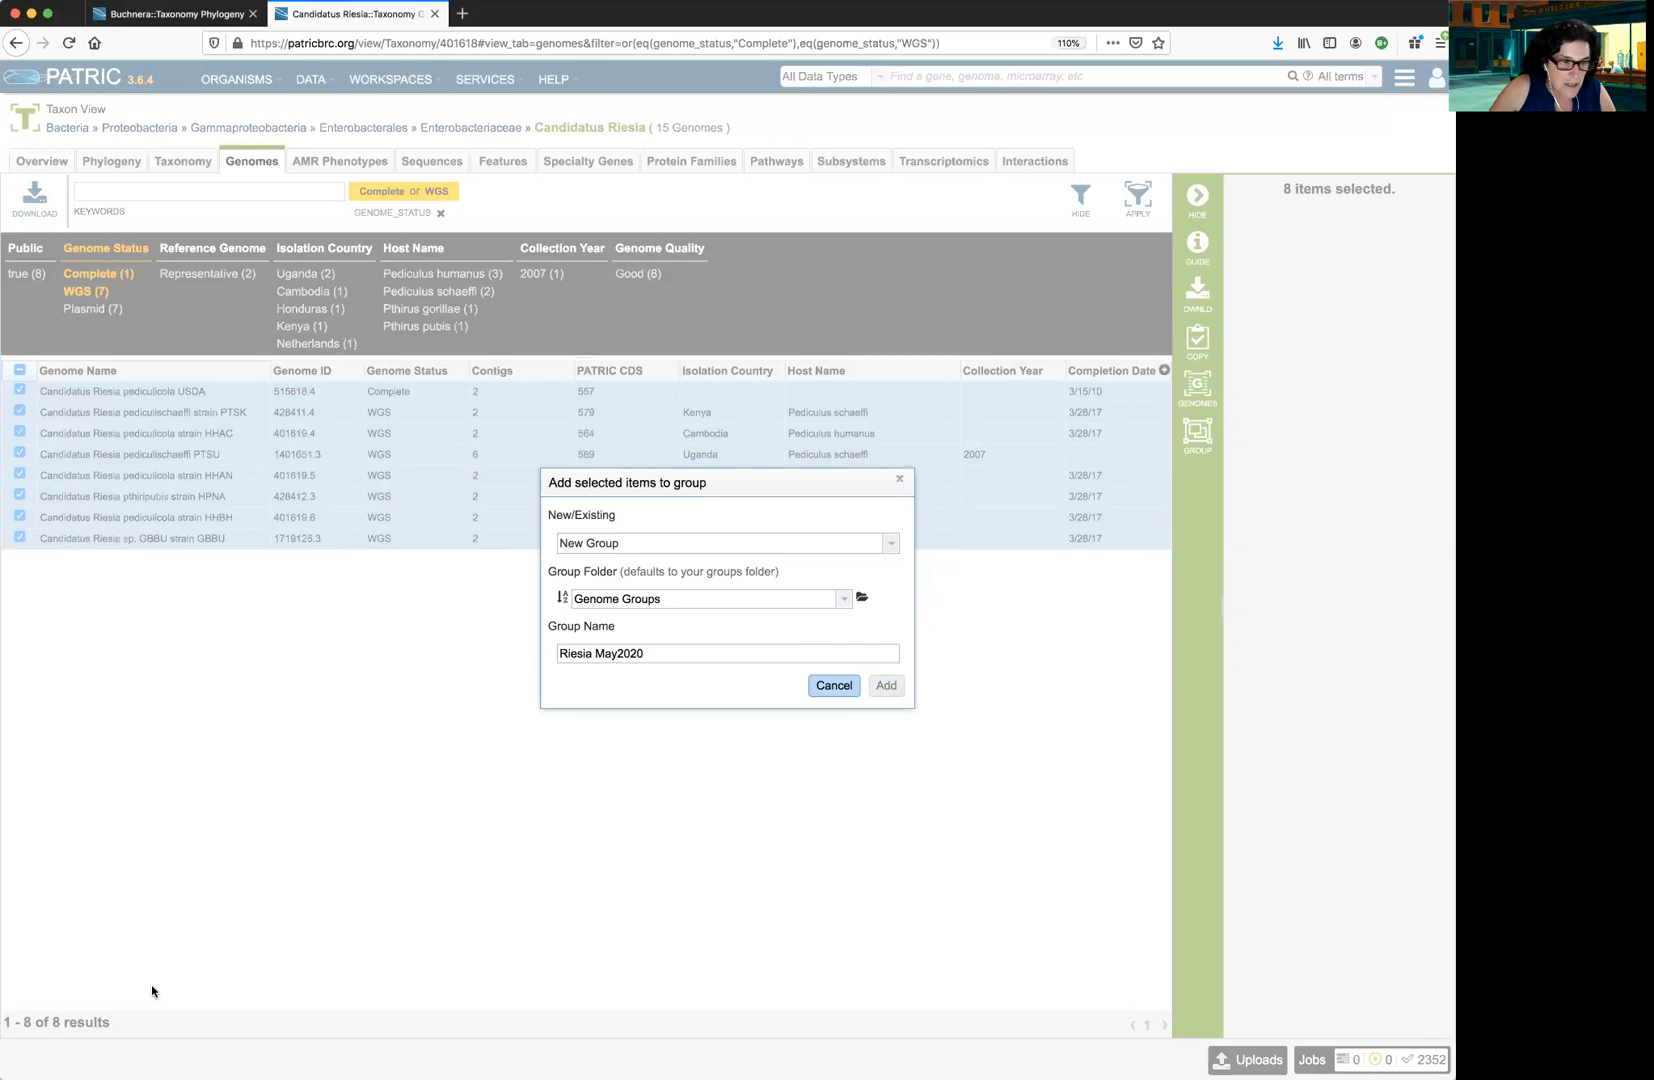 Buchnera::Taxonomy Phylogeny
Candidatus Riesia::Taxonomy
https://patricbrc.org/view/Taxonomy/401618#view_tab=genomes&filter=or(eq(genome_status,"Complete"),eq(genome_status,"WGS"))
110%
PATRIC 3.6.4
ORGANISMS DATA WORKSPACES SERVICES HELP
All Data Types Find a gene, genome, microarray, etc All terms
Taxon View
Bacteria » Proteobacteria » Gammaproteobacteria » Enterobacterales » Enterobacteriaceae » Candidatus Riesia ( 15 Genomes )
Overview Phylogeny Taxonomy Genomes AMR Phenotypes Sequences Features Specialty Genes Protein Families Pathways Subsystems Transcriptomics Interactions
DOWNLOAD
KEYWORDS
Complete or WGS
GENOME_STATUS
HIDE
APPLY
Public Genome Status Reference Genome Isolation Country Host Name Collection Year Genome Quality
true (8) Complete (1) Representative (2) Uganda (2) Pediculus humanus (3) 2007 (1) Good (8)
WGS (7) Cambodia (1) Pediculus schaeffi (2)
Plasmid (7) Honduras (1) Pthirus gorillae (1)
Kenya (1) Pthirus pubis (1)
Netherlands (1)
Genome Name Genome ID Genome Status Contigs PATRIC CDS Isolation Country Host Name Collection Year Completion Date
Candidatus Riesia pediculicola USDA 515618.4 Complete 2 557 3/15/10
Candidatus Riesia pediculischaeffi strain PTSK 428411.4 WGS 2 579 Kenya Pediculus schaeffi 3/28/17
Candidatus Riesia pediculicola strain HHAC 401619.4 WGS 2 564 Cambodia Pediculus humanus 3/28/17
Candidatus Riesia pediculischaeffi PTSU 1401651.3 WGS 6 589 Uganda Pediculus schaeffi 2007
Candidatus Riesia pediculicola strain HHAN 401619.5 WGS 2 3/28/17
Candidatus Riesia pthiripubis strain HPNA 428412.3 WGS 2 3/28/17
Candidatus Riesia pediculicola strain HHBH 401619.6 WGS 2 3/28/17
Candidatus Riesia sp. GBBU strain GBBU 1719125.3 WGS 2 3/28/17
Add selected items to group
New/Existing
New Group
Group Folder (defaults to your groups folder)
Genome Groups
Group Name
Riesia May2020
Cancel Add
HIDE
GUIDE
DWNLD
COPY
GENOMES
GROUP
8 items selected.
1 - 8 of 8 results
1
Uploads Jobs 0 0 2352